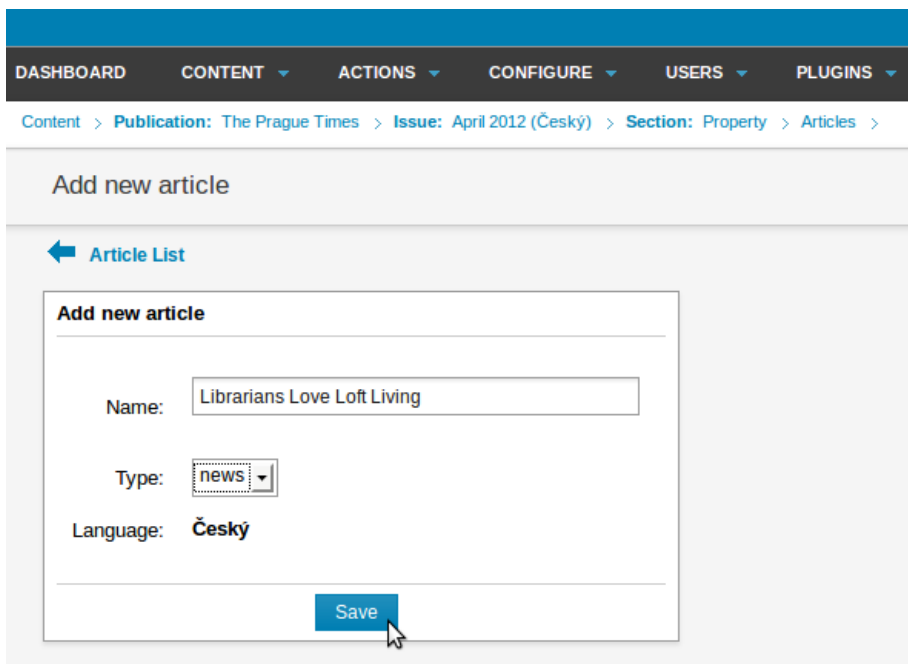 DASHBOARD CONTENT ACTIONS CONFIGURE USERS PLUGINS
Content > Publication: The Prague Times > Issue: April 2012 (Český) > Section: Property > Articles >
Add new article
Article List
Add new article
Name: Librarians Love Loft Living
Type: news
Language: Český
Save